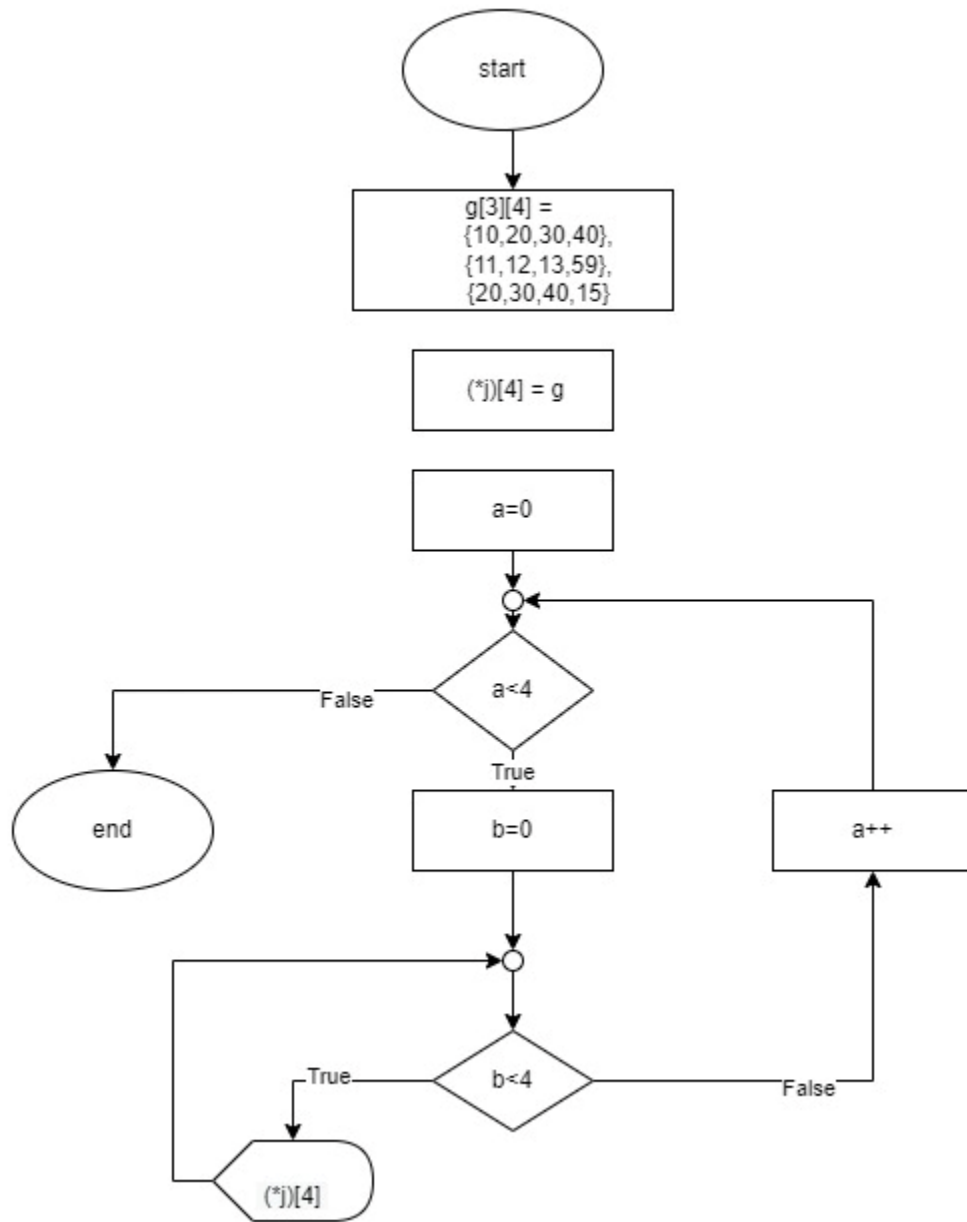 start
g[3][4] =
{10,20,30,40},
{11,12,13,59},
{20,30,40,15}
(*j)[4] = g
a=0
a<4
False
True
end
b=0
a++
b<4
True
False
(*j)[4]